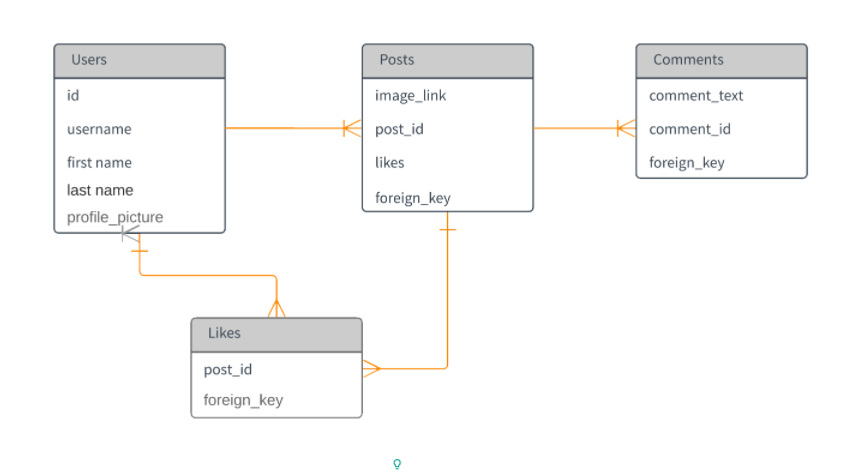 Users
id
username
first name
last name
profile_picture
Posts
image_link
post_id
likes
foreign_key
Comments
comment_text
comment_id
foreign_key
Likes
post_id
foreign_key